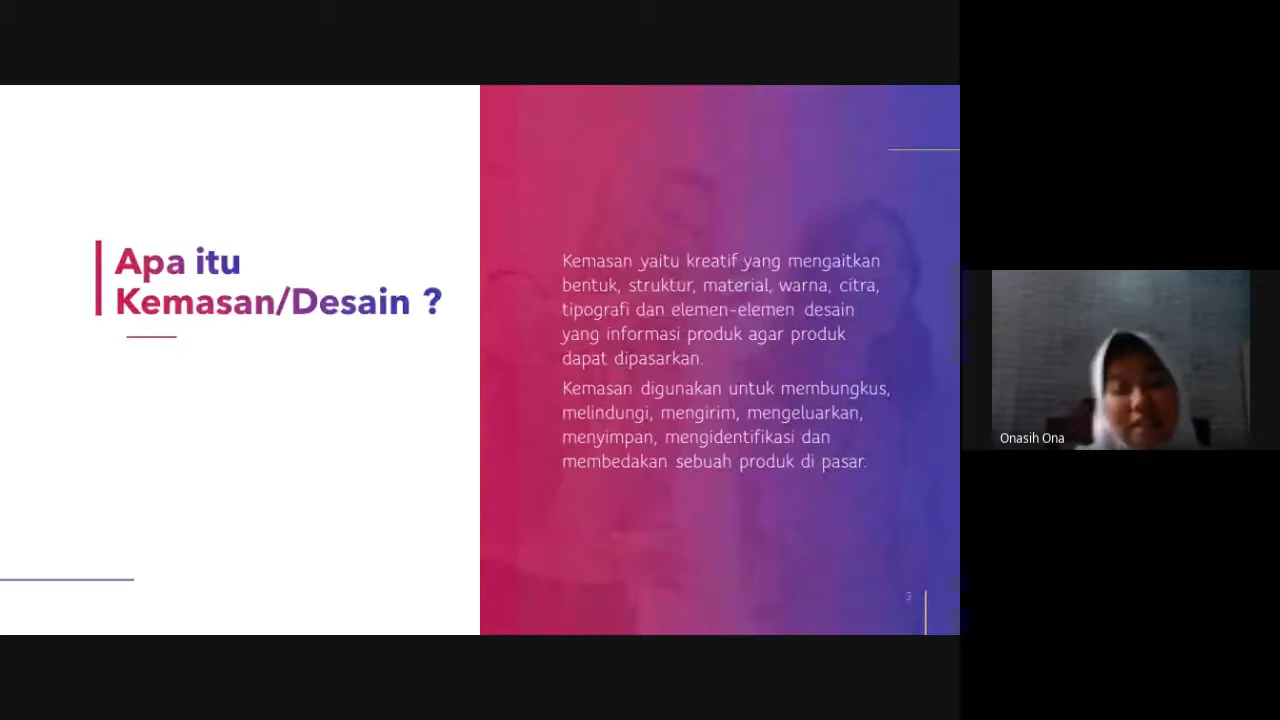 Apa itu
Kemasan/Desain ?
Kemasan yaitu kreatif yang mengaitkan
bentuk, struktur, material, warna, citra,
tipografi dan elemen-elemen desain
yang informasi produk agar produk
dapat dipasarkan.
Kemasan digunakan untuk membungkus,
melindungi, mengirim, mengeluarkan,
menyimpan, mengidentifikasi dan
membedakan sebuah produk di pasar.
Onasih Ona